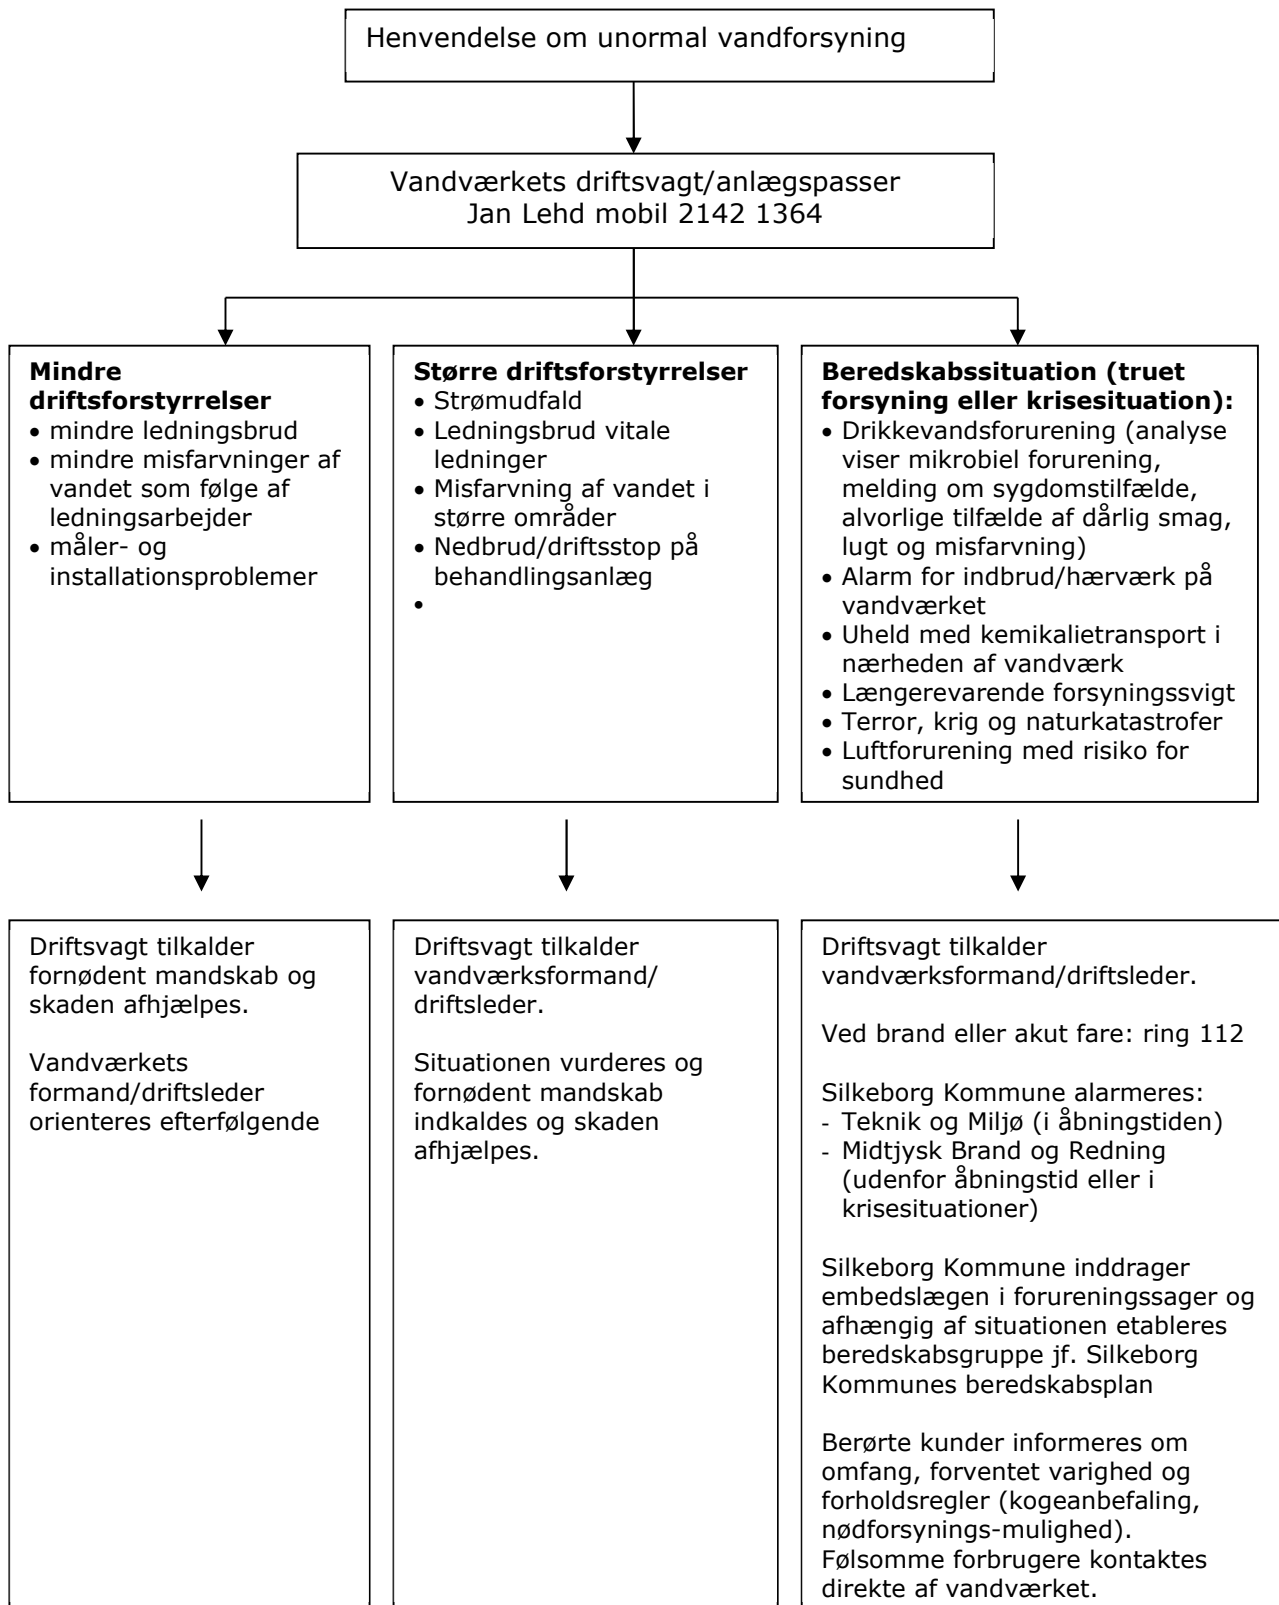 Henvendelse om unormal vandforsyning
Vandværkets driftsvagt/anlægspasser
Jan Lehd mobil 2142 1364
Mindre
driftsforstyrrelser
• mindre ledningsbrud
• mindre misfarvninger af
vandet som følge af
ledningsarbejder
• måler- og
installationsproblemer
Større driftsforstyrrelser
• Strømudfald
• Ledningsbrud vitale
ledninger
• Misfarvning af vandet i
større områder
• Nedbrud/driftsstop på
behandlingsanlæg
•
Beredskabssituation (truet
forsyning eller krisesituation):
• Drikkevandsforurening (analyse
viser mikrobiel forurening,
melding om sygdomstilfælde,
alvorlige tilfælde af dårlig smag,
lugt og misfarvning)
• Alarm for indbrud/hærværk på
vandværket
• Uheld med kemikalietransport i
nærheden af vandværk
• Længerevarende forsyningssvigt
• Terror, krig og naturkatastrofer
• Luftforurening med risiko for
sundhed
Driftsvagt tilkalder
fornødent mandskab og
skaden afhjælpes.
Vandværkets
formand/driftsleder
orienteres efterfølgende
Driftsvagt tilkalder
vandværksformand/
driftsleder.
Situationen vurderes og
fornødent mandskab
indkaldes og skaden
afhjælpes.
Driftsvagt tilkalder
vandværksformand/driftsleder.
Ved brand eller akut fare: ring 112
Silkeborg Kommune alarmeres:
- Teknik og Miljø (i åbningstiden)
- Midtjysk Brand og Redning
(udenfor åbningstid eller i
krisesituationer)
Silkeborg Kommune inddrager
embedslægen i forureningssager og
afhængig af situationen etableres
beredskabsgruppe jf. Silkeborg
Kommunes beredskabsplan
Berørte kunder informeres om
omfang, forventet varighed og
forholdsregler (kogeanbefaling,
nødforsynings-mulighed).
Følsomme forbrugere kontaktes
direkte af vandværket.